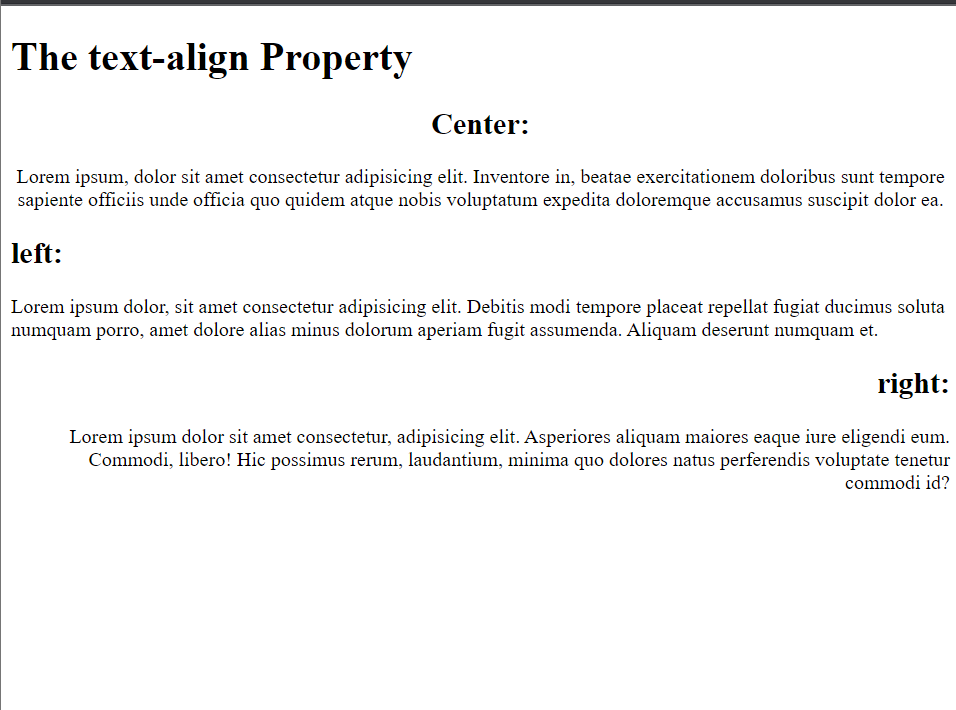 The text-align Property
Center:
Lorem ipsum, dolor sit amet consectetur adipisicing elit. Inventore in, beatae exercitationem doloribus sunt tempore
sapiente officiis unde officia quo quidem atque nobis voluptatum expedita doloremque accusamus suscipit dolor ea.
left:
Lorem ipsum dolor, sit amet consectetur adipisicing elit. Debitis modi tempore placeat repellat fugiat ducimus soluta
numquam porro, amet dolore alias minus dolorum aperiam fugit assumenda. Aliquam deserunt numquam et.
right:
Lorem ipsum dolor sit amet consectetur, adipisicing elit. Asperiores aliquam maiores eaque iure eligendi eum.
Commodi, libero! Hic possimus rerum, laudantium, minima quo dolores natus perferendis voluptate tenetur
commodi id?